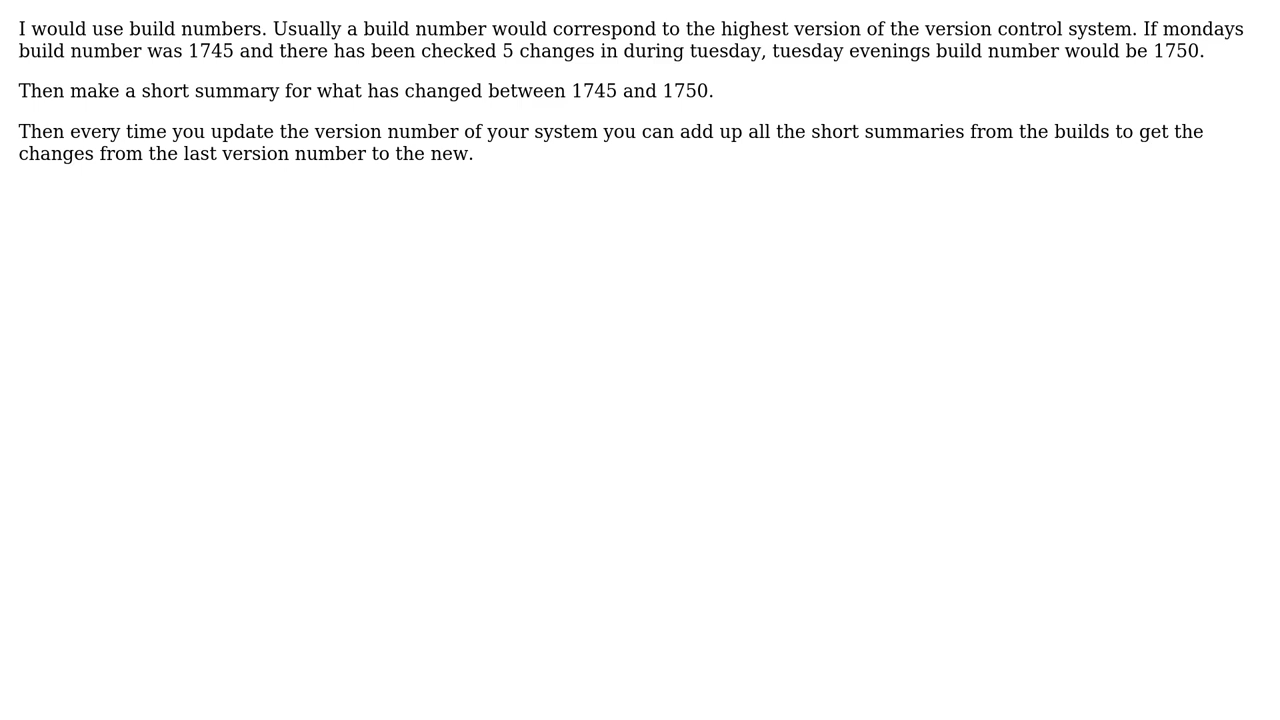 I would use build numbers. Usually a build number would correspond to the highest version of the version control system. If mondays
build number was 1745 and there has been checked 5 changes in during tuesday, tuesday evenings build number would be 1750.
Then make a short summary for what has changed between 1745 and 1750.
Then every time you update the version number of your system you can add up all the short summaries from the builds to get the
changes from the last version number to the new.